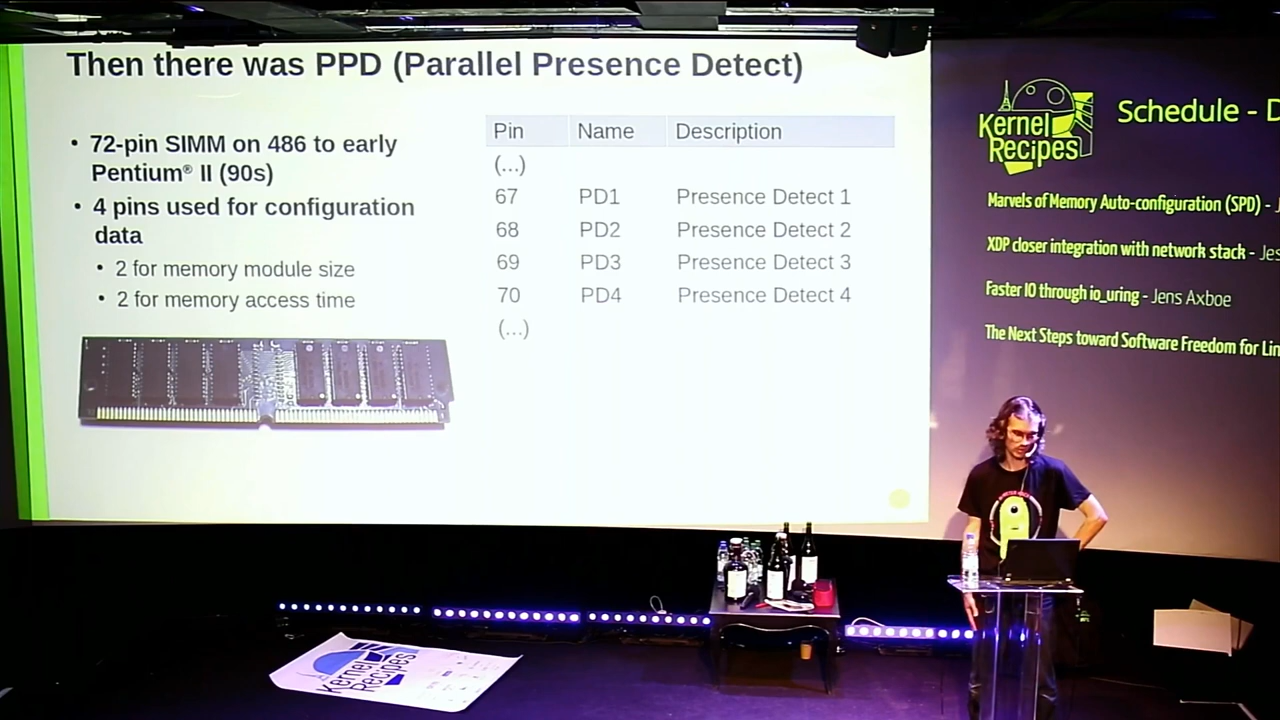 Then there was PPD (Parallel Presence Detect)
• 72-pin SIMM on 486 to early
Pentium® II (90s)
• 4 pins used for configuration
data
• 2 for memory module size
• 2 for memory access time
Pin Name Description
(...)
67 PD1 Presence Detect 1
68 PD2 Presence Detect 2
69 PD3 Presence Detect 3
70 PD4 Presence Detect 4
(...)
Kernel
Recipes
Schedule - D
Marvels of Memory Auto-configuration (SPD) - J
XDP closer integration with network stack - Jes
Faster IO through io_uring - Jens Axboe
The Next Steps toward Software Freedom for Lin
Kernel
Recipes